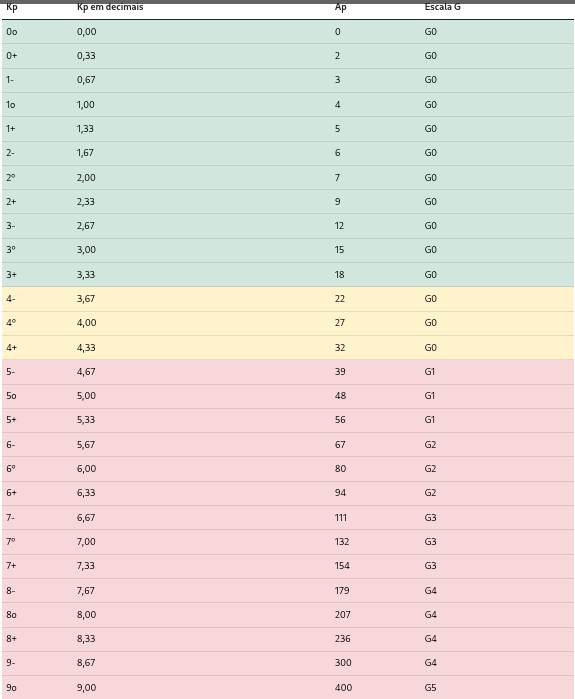 Kp Kp em decimais Ap Escala G
0o 0,00 0 G0
0+ 0,33 2 G0
1- 0,67 3 G0
1o 1,00 4 G0
1+ 1,33 5 G0
2- 1,67 6 G0
2º 2,00 7 G0
2+ 2,33 9 G0
3- 2,67 12 G0
3º 3,00 15 G0
3+ 3,33 18 G0
4- 3,67 22 G0
4º 4,00 27 G0
4+ 4,33 32 G0
5- 4,67 39 G1
5o 5,00 48 G1
5+ 5,33 56 G1
6- 5,67 67 G2
6º 6,00 80 G2
6+ 6,33 94 G2
7- 6,67 111 G3
7º 7,00 132 G3
7+ 7,33 154 G3
8- 7,67 179 G4
8o 8,00 207 G4
8+ 8,33 236 G4
9- 8,67 300 G4
9o 9,00 400 G5